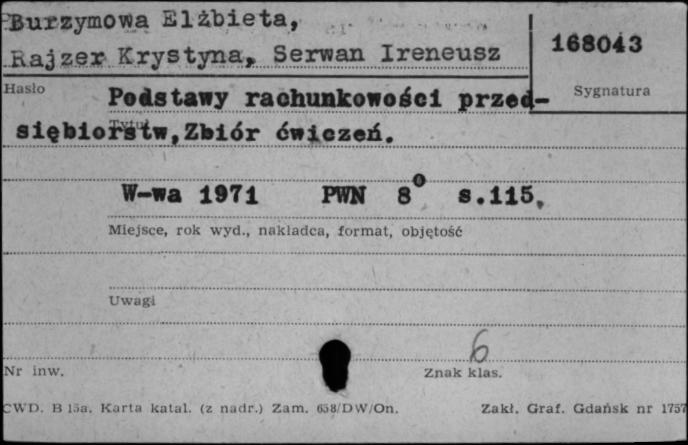 Burzymowa Elżbieta,
Rajzer Krystyna, Serwan Ireneusz
168043
Hasło
Sygnatura
Podstawy rachunkowości przed-
Tytuł
siębiorstw, Zbiór ćwiczeń.
W-wa 1971 PWN 8° s.115.
Miejsce, rok wyd., nakładca, format, objętość
Uwagi
6
Nr inw.
Znak klas.
CWD. B 15a. Karta katal. (z nadr.) Zam. 658/DW/On. Zakł. Graf. Gdańsk nr 1757